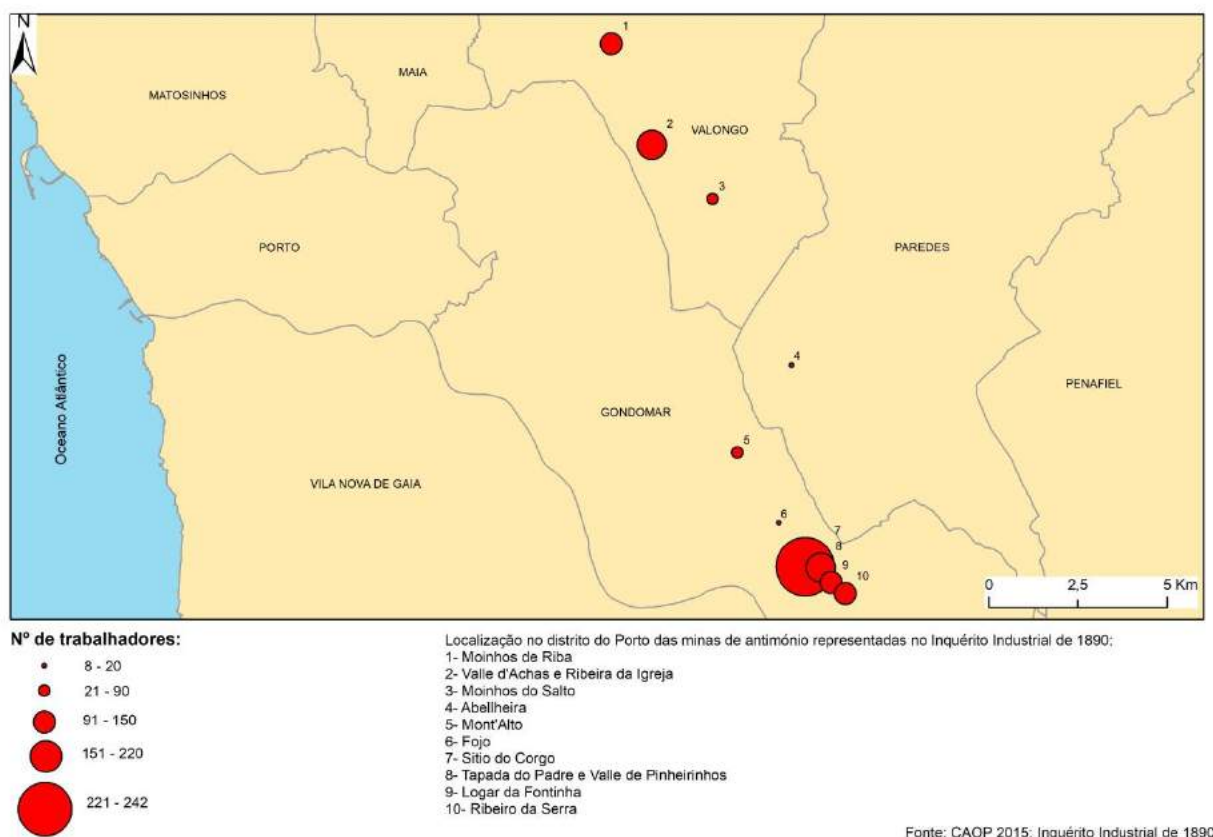 N
1
MAIA
MATOSINHOS
2
VALONGO
3
PORTO
PAREDES
4
Oceano Atlântico
PENAFIEL
GONDOMAR
5
VILA NOVA DE GAIA
6
7
8
9
10
0 2,5 5 Km
Nº de trabalhadores:
8 - 20
21 - 90
91 - 150
151 - 220
221 - 242
Localização no distrito do Porto das minas de antimónio representadas no Inquérito Industrial de 1890:
1- Moinhos de Riba
2- Valle d'Achas e Ribeira da Igreja
3- Moinhos do Salto
4- Abellheira
5- Mont'Alto
6- Fojo
7- Sitio do Corgo
8- Tapada do Padre e Valle de Pinheirinhos
9- Logar da Fontinha
10- Ribeiro da Serra
Fonte: CAOP 2015; Inquérito Industrial de 1890